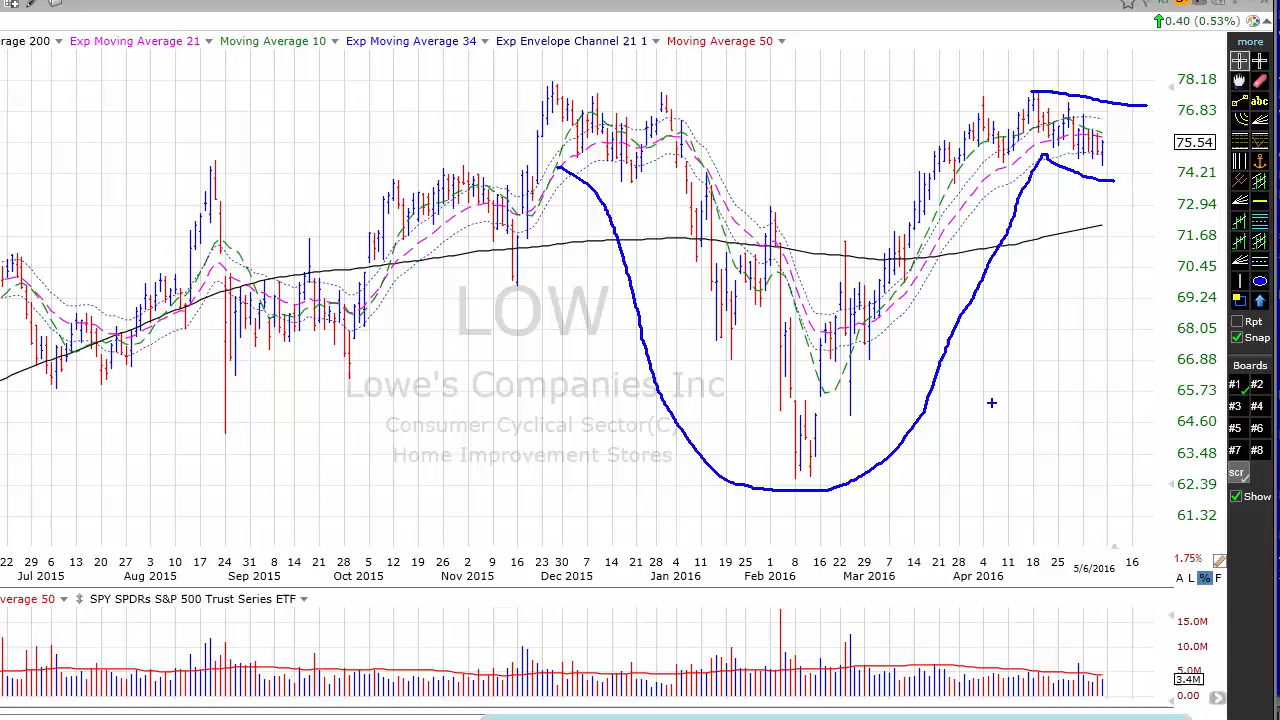 0.40 (0.53%)
rage 200 Exp Moving Average 21 Moving Average 10 Exp Moving Average 34 Exp Envelope Channel 21 1 Moving Average 50
more
78.18
76.83
75.54
74.21
72.94
71.68
70.45
69.24
68.05
66.88
65.73
64.60
63.48
62.39
61.32
abc
Rpt
Snap
Boards
#1 #2
#3 #4
#5 #6
#7 #8
scr
Show
LOW
Lowe's Companies Inc
Consumer Cyclical Sector(C)
Home Improvement Stores
22 29 6 13 20 27 3 10 17 24 31 8 14 21 28 5 12 19 26 2 9 16 23 30 7 14 21 28 4 11 19 25 1 8 16 22 29 7 14 21 28 4 11 18 25 16
1.75%
Jul 2015 Aug 2015 Sep 2015 Oct 2015 Nov 2015 Dec 2015 Jan 2016 Feb 2016 Mar 2016 Apr 2016 5/6/2016
A L % F
verage 50 SPY SPDRs S&P 500 Trust Series ETF
15.0M
10.0M
5.0M
3.4M
0.00